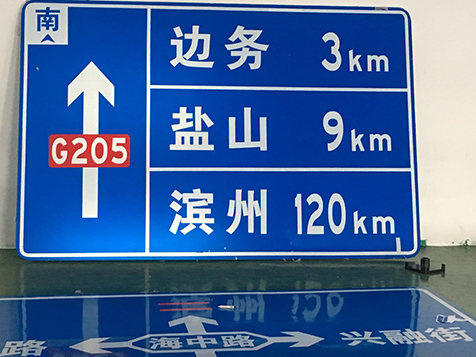 南
边务 3km
盐山 9km
G205
滨州 120km
路 海中路 兴融街